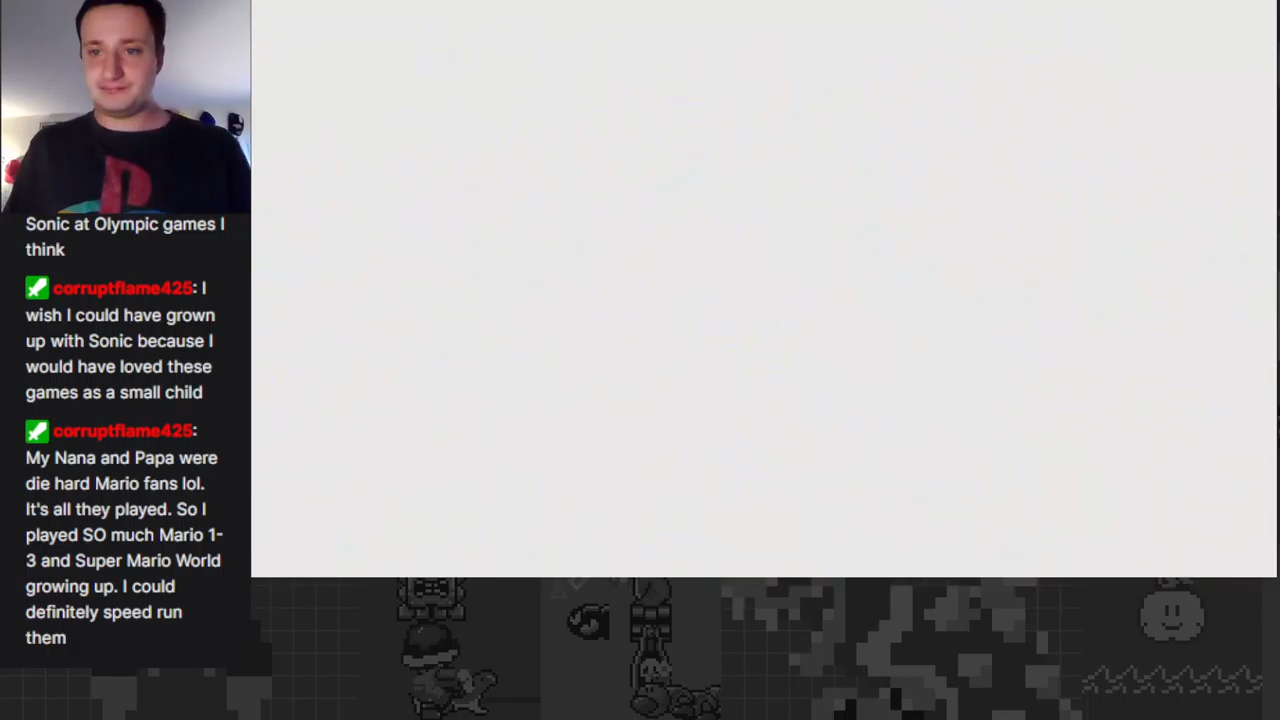 Sonic at Olympic games I
think
corruptflame425: I
wish I could have grown
up with Sonic because I
would have loved these
games as a small child
corruptflame425:
My Nana and Papa were
die hard Mario fans lol.
It's all they played. So I
played SO much Mario 1-
3 and Super Mario World
growing up. I could
definitely speed run
them